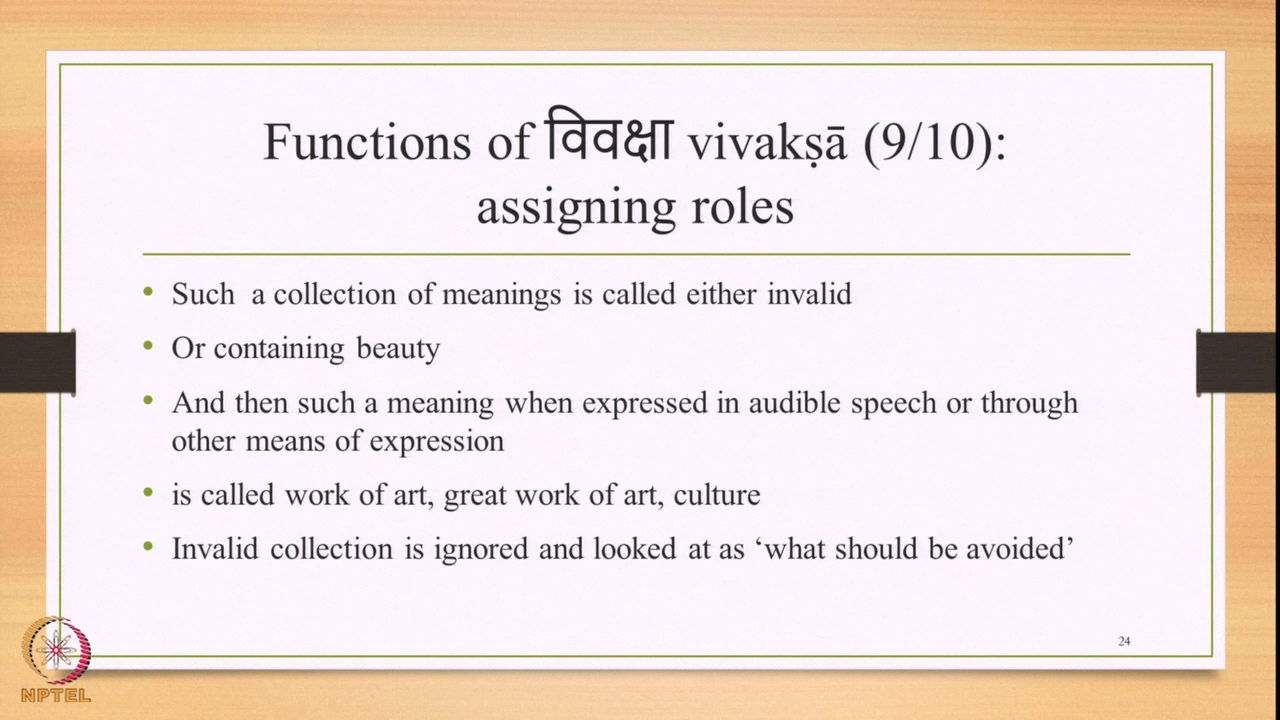 Functions of विवक्षा vivakṣā (9/10):
assigning roles
• Such a collection of meanings is called either invalid
• Or containing beauty
• And then such a meaning when expressed in audible speech or through
other means of expression
• is called work of art, great work of art, culture
• Invalid collection is ignored and looked at as ‘what should be avoided’
24
NPTEL